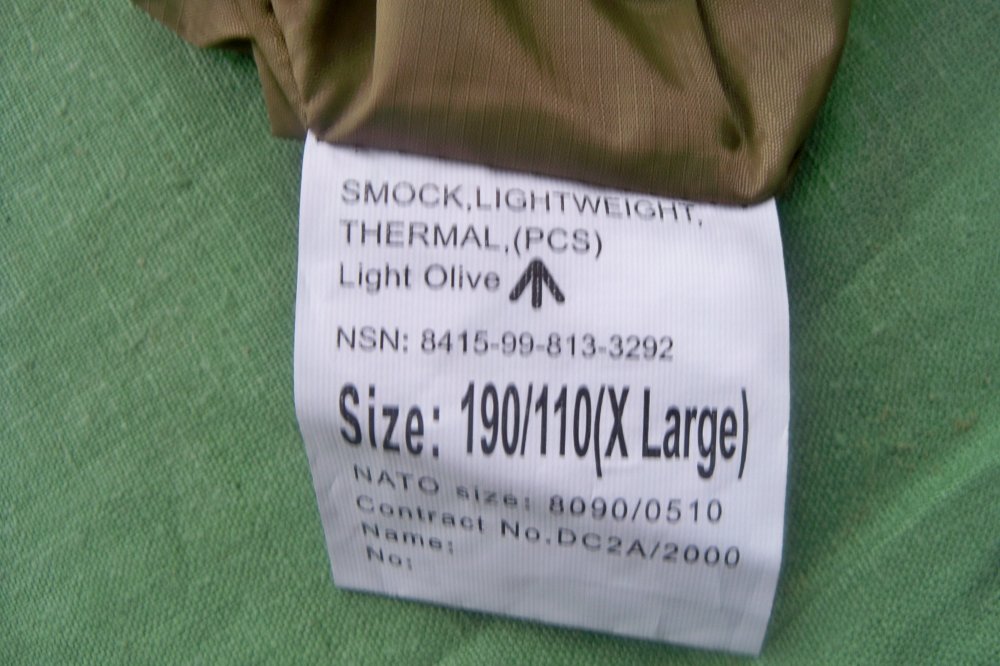 SMOCK,LIGHTWEIGHT,
THERMAL,(PCS)
Light Olive
NSN: 8415-99-813-3292
Size: 190/110(X Large)
NATO size: 8090/0510
Contract No.DC2A/2000
Name:
No: